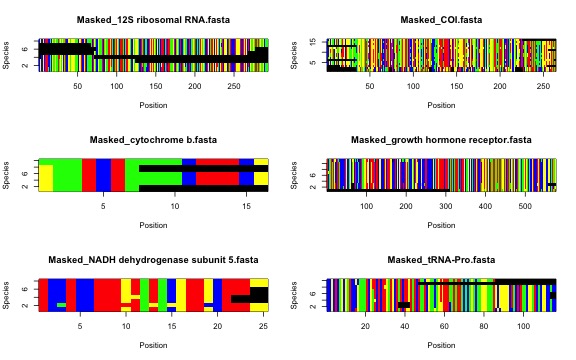 Masked_12S ribosomal RNA.fasta
Species
2 6
50 100 150 200 250
Position
Masked_COI.fasta
Species
5 15
50 100 150 200 250
Position
Masked_cytochrome b.fasta
Species
2 6
5 10 15
Position
Masked_growth hormone receptor.fasta
Species
2 6
100 200 300 400 500
Position
Masked_NADH dehydrogenase subunit 5.fasta
Species
2 6
5 10 15 20 25
Position
Masked_tRNA-Pro.fasta
Species
2 6
20 40 60 80 100
Position